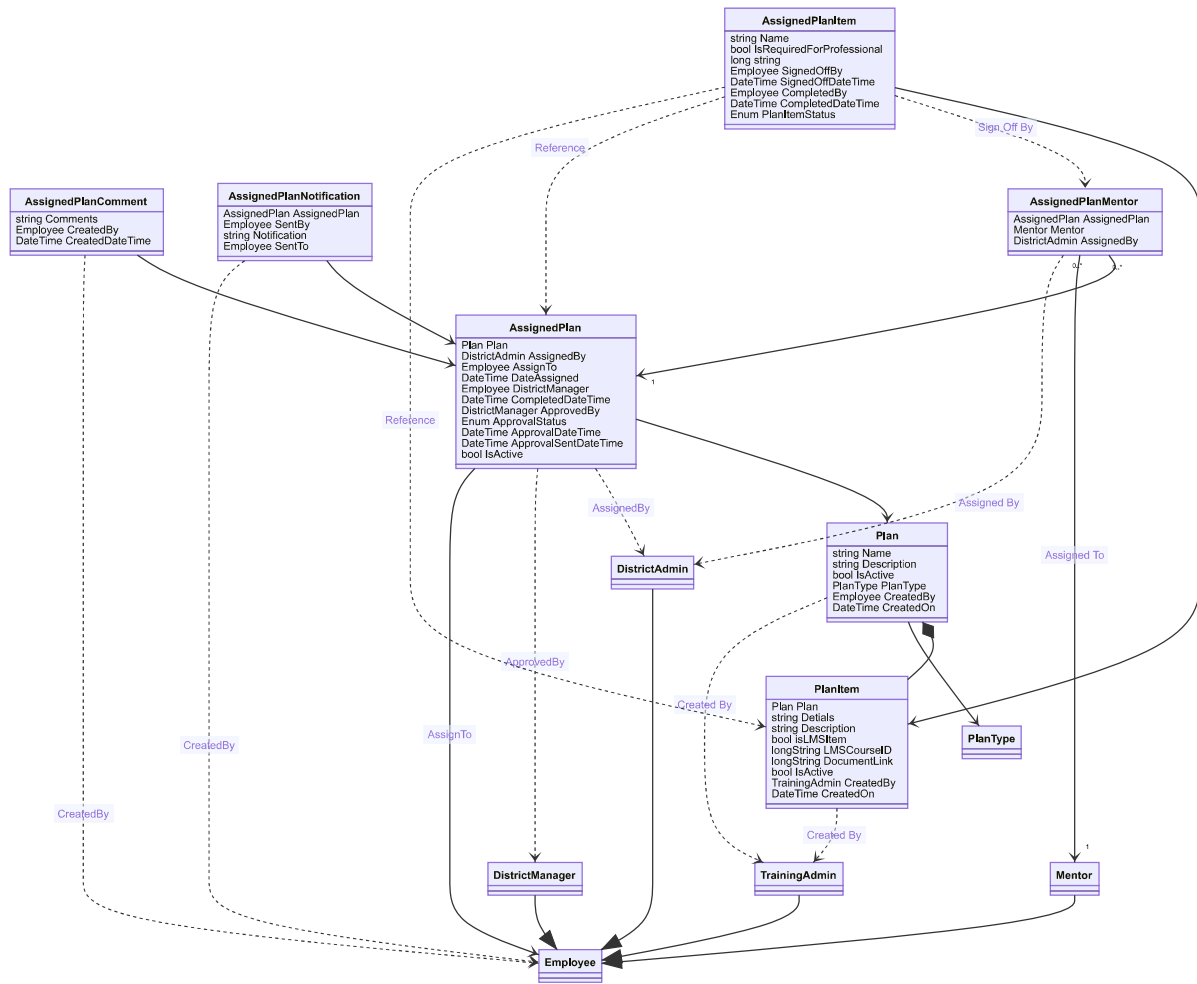 AssignedPlanItem
string Name
bool IsRequiredForProfessional
long string
Employee SignedOffBy
DateTime SignedOffDateTime
Employee CompletedBy
DateTime CompletedDateTime
Enum PlanItemStatus
Sign Off By
Reference
AssignedPlanComment
string Comments
Employee CreatedBy
DateTime CreatedDateTime
AssignedPlanNotification
AssignedPlan AssignedPlan
Employee SentBy
string Notification
Employee SentTo
AssignedPlanMentor
AssignedPlan AssignedPlan
Mentor Mentor
DistrictAdmin AssignedBy
0..*
0..*
AssignedPlan
Plan Plan
DistrictAdmin AssignedBy
Employee AssignTo
DateTime DateAssigned
Employee DistrictManager
DateTime CompletedDateTime
DistrictManager ApprovedBy
Enum ApprovalStatus
DateTime ApprovalDateTime
DateTime ApprovalSentDateTime
bool IsActive
1
Reference
AssignedBy
Assigned By
Assigned To
DistrictAdmin
Plan
string Name
string Description
bool IsActive
PlanType PlanType
Employee CreatedBy
DateTime CreatedOn
ApprovedBy
Created By
AssignTo
CreatedBy
PlanItem
Plan Plan
string Detials
string Description
bool isLMSItem
longString LMSCourseID
longString DocumentLink
bool IsActive
TrainingAdmin CreatedBy
DateTime CreatedOn
PlanType
CreatedBy
Created By
1
DistrictManager
TrainingAdmin
Mentor
Employee